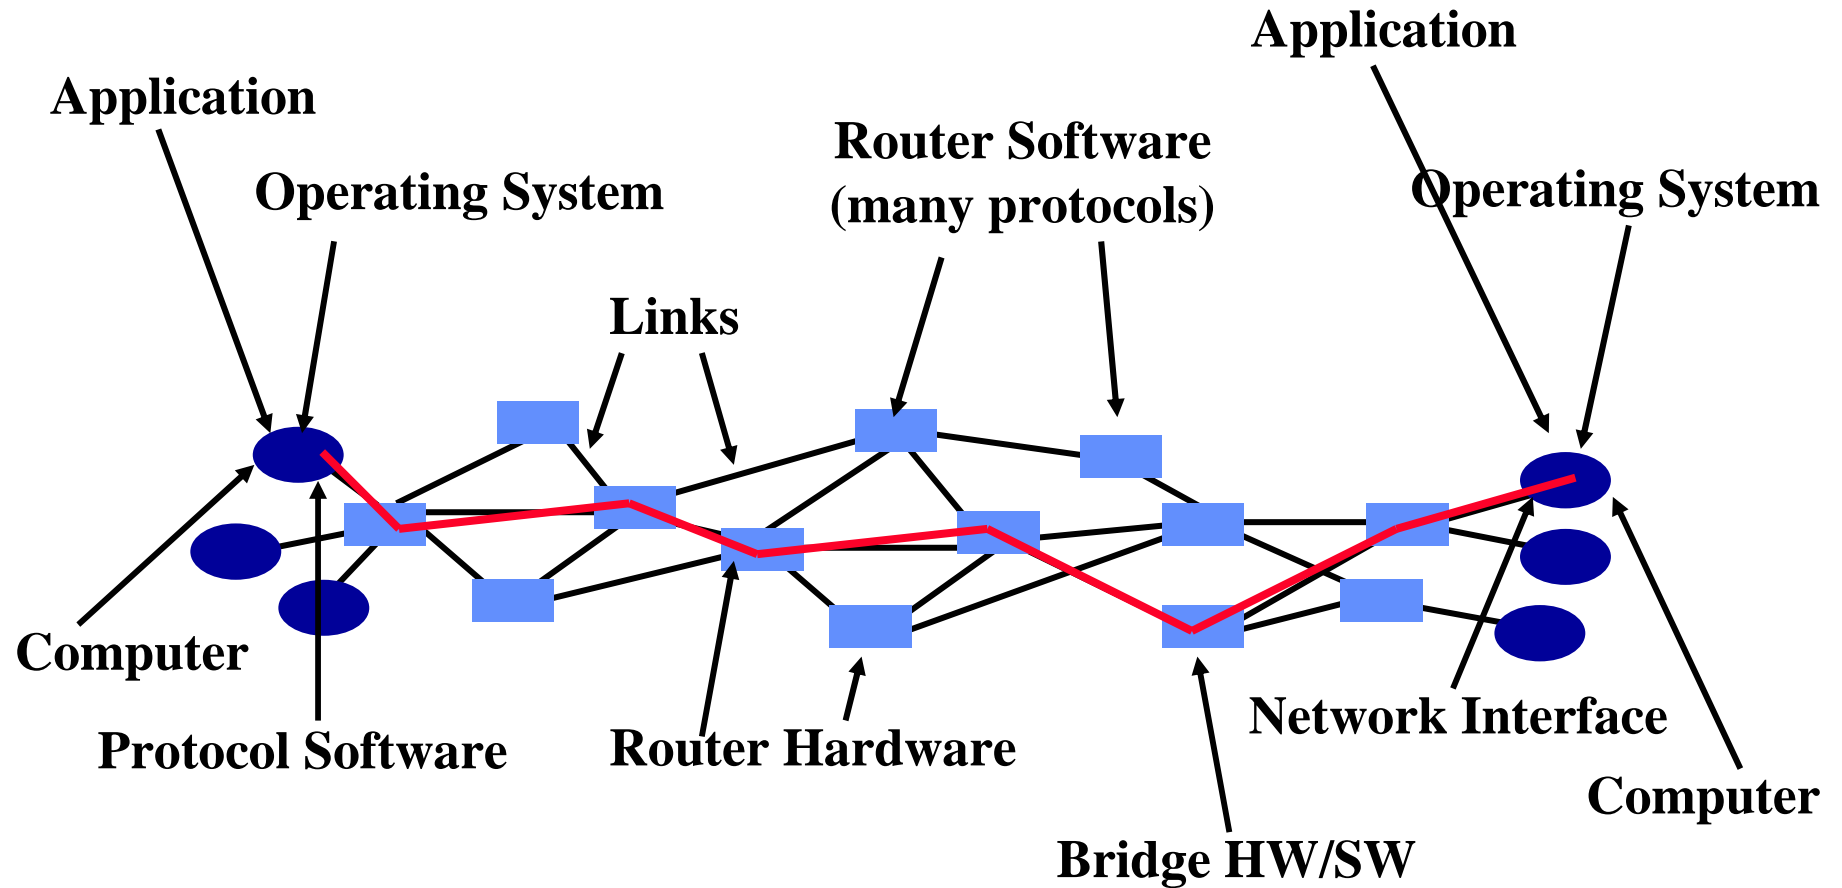 Application
Application
Router Software
(many protocols)
Operating System
Operating System
Links
Computer
Protocol Software
Router Hardware
Network Interface
Computer
Bridge HW/SW